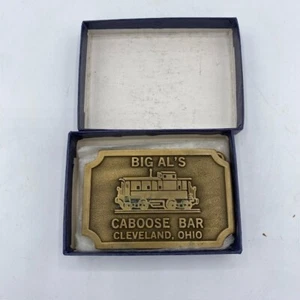 BIG AL'S
CABOOSE BAR
CLEVELAND, OHIO